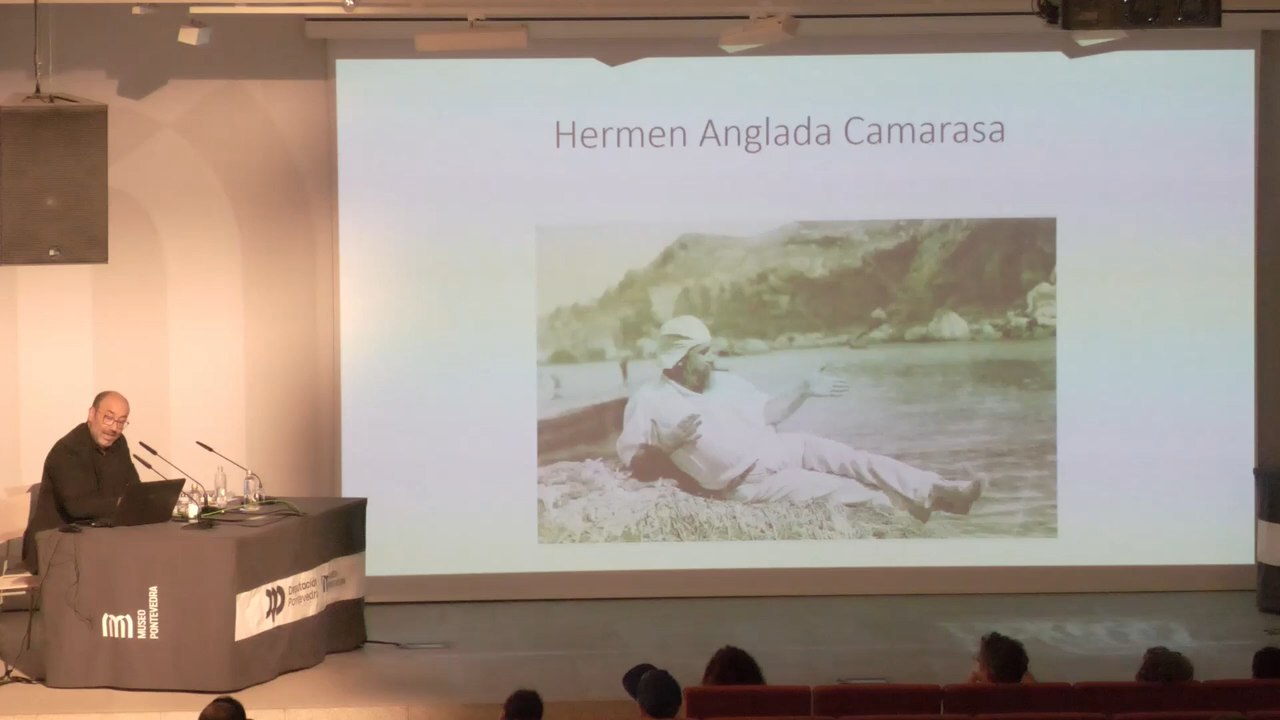 Hermen Anglada Camarasa
MUSEO
PONTEVEDRA
Deputación
Pontevedra